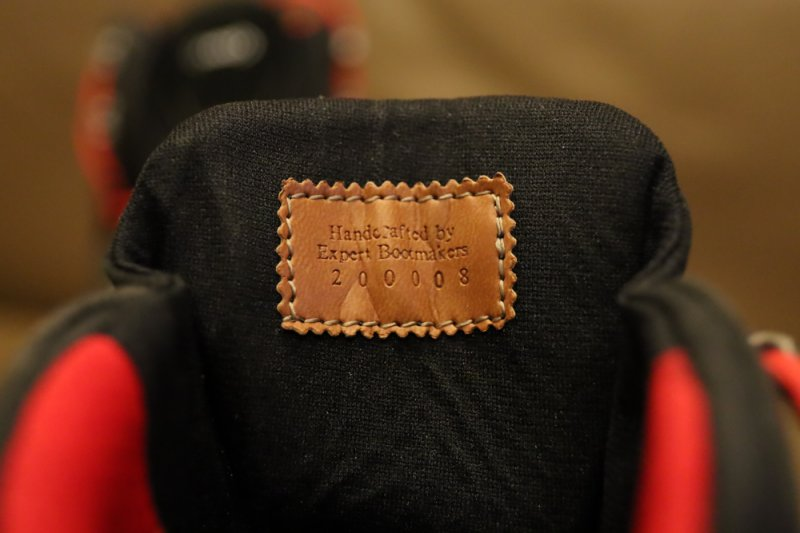 Handcrafted by
Expert Bootmakers
200008